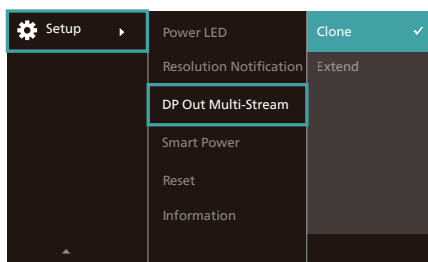 Setup
Power LED
Resolution Notification
DP Out Multi-Stream
Smart Power
Reset
Information
Clone
Extend